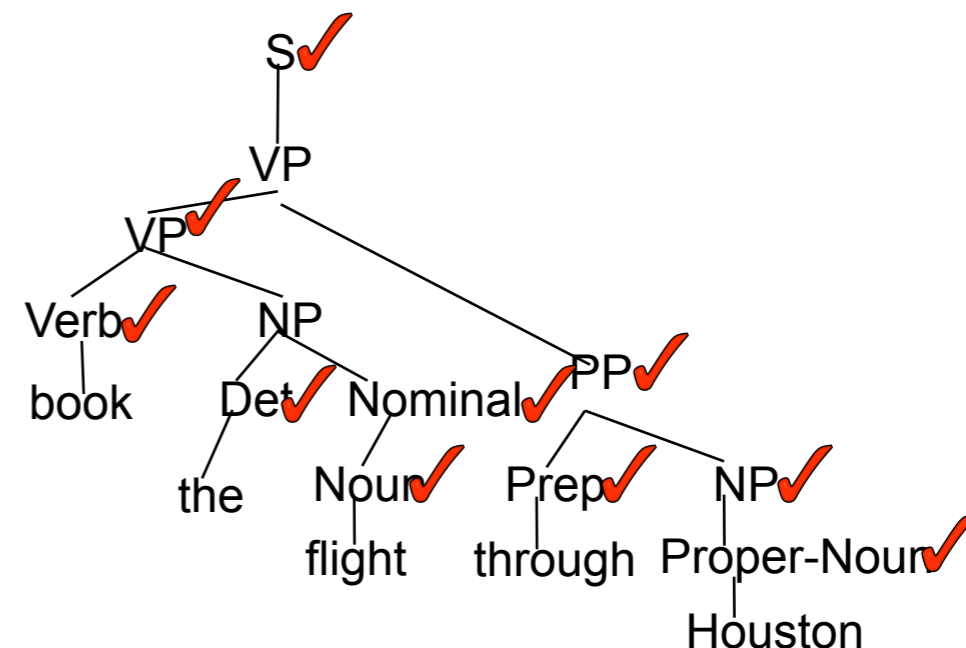 S
VP
VP
Verb NP
PP
book Det Nominal
the Noun Prep NP
flight through Proper-Noun
Houston